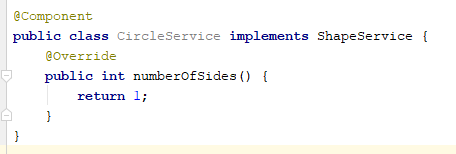 @Component
public class CircleService implements ShapeService {
    @Override
    public int numberOfSides() {
        return 1;
    }
}